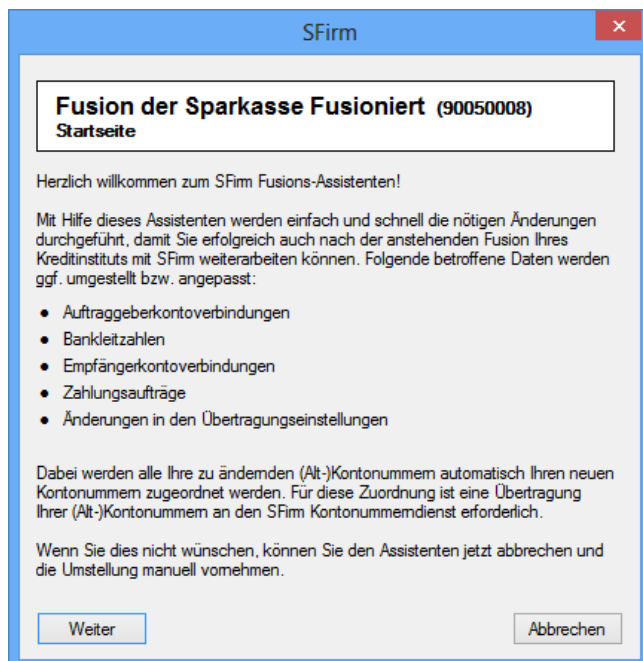 SFirm
Fusion der Sparkasse Fusioniert (90050008)
Startseite
Herzlich willkommen zum SFirm Fusions-Assistenten!
Mit Hilfe dieses Assistenten werden einfach und schnell die nötigen Änderungen
durchgeführt, damit Sie erfolgreich auch nach der anstehenden Fusion Ihres
Kreditinstituts mit SFirm weiterarbeiten können. Folgende betroffene Daten werden
ggf. umgestellt bzw. angepasst:
● Auftraggeberkontoverbindungen
● Bankleitzahlen
● Empfängerkontoverbindungen
● Zahlungsaufträge
● Änderungen in den Übertragungseinstellungen
Dabei werden alle Ihre zu ändernden (Alt-)Kontonummern automatisch Ihren neuen
Kontonummern zugeordnet werden. Für diese Zuordnung ist eine Übertragung
Ihrer (Alt-)Kontonummern an den SFirm Kontonummerndienst erforderlich.
Wenn Sie dies nicht wünschen, können Sie den Assistenten jetzt abbrechen und
die Umstellung manuell vornehmen.
Weiter Abbrechen